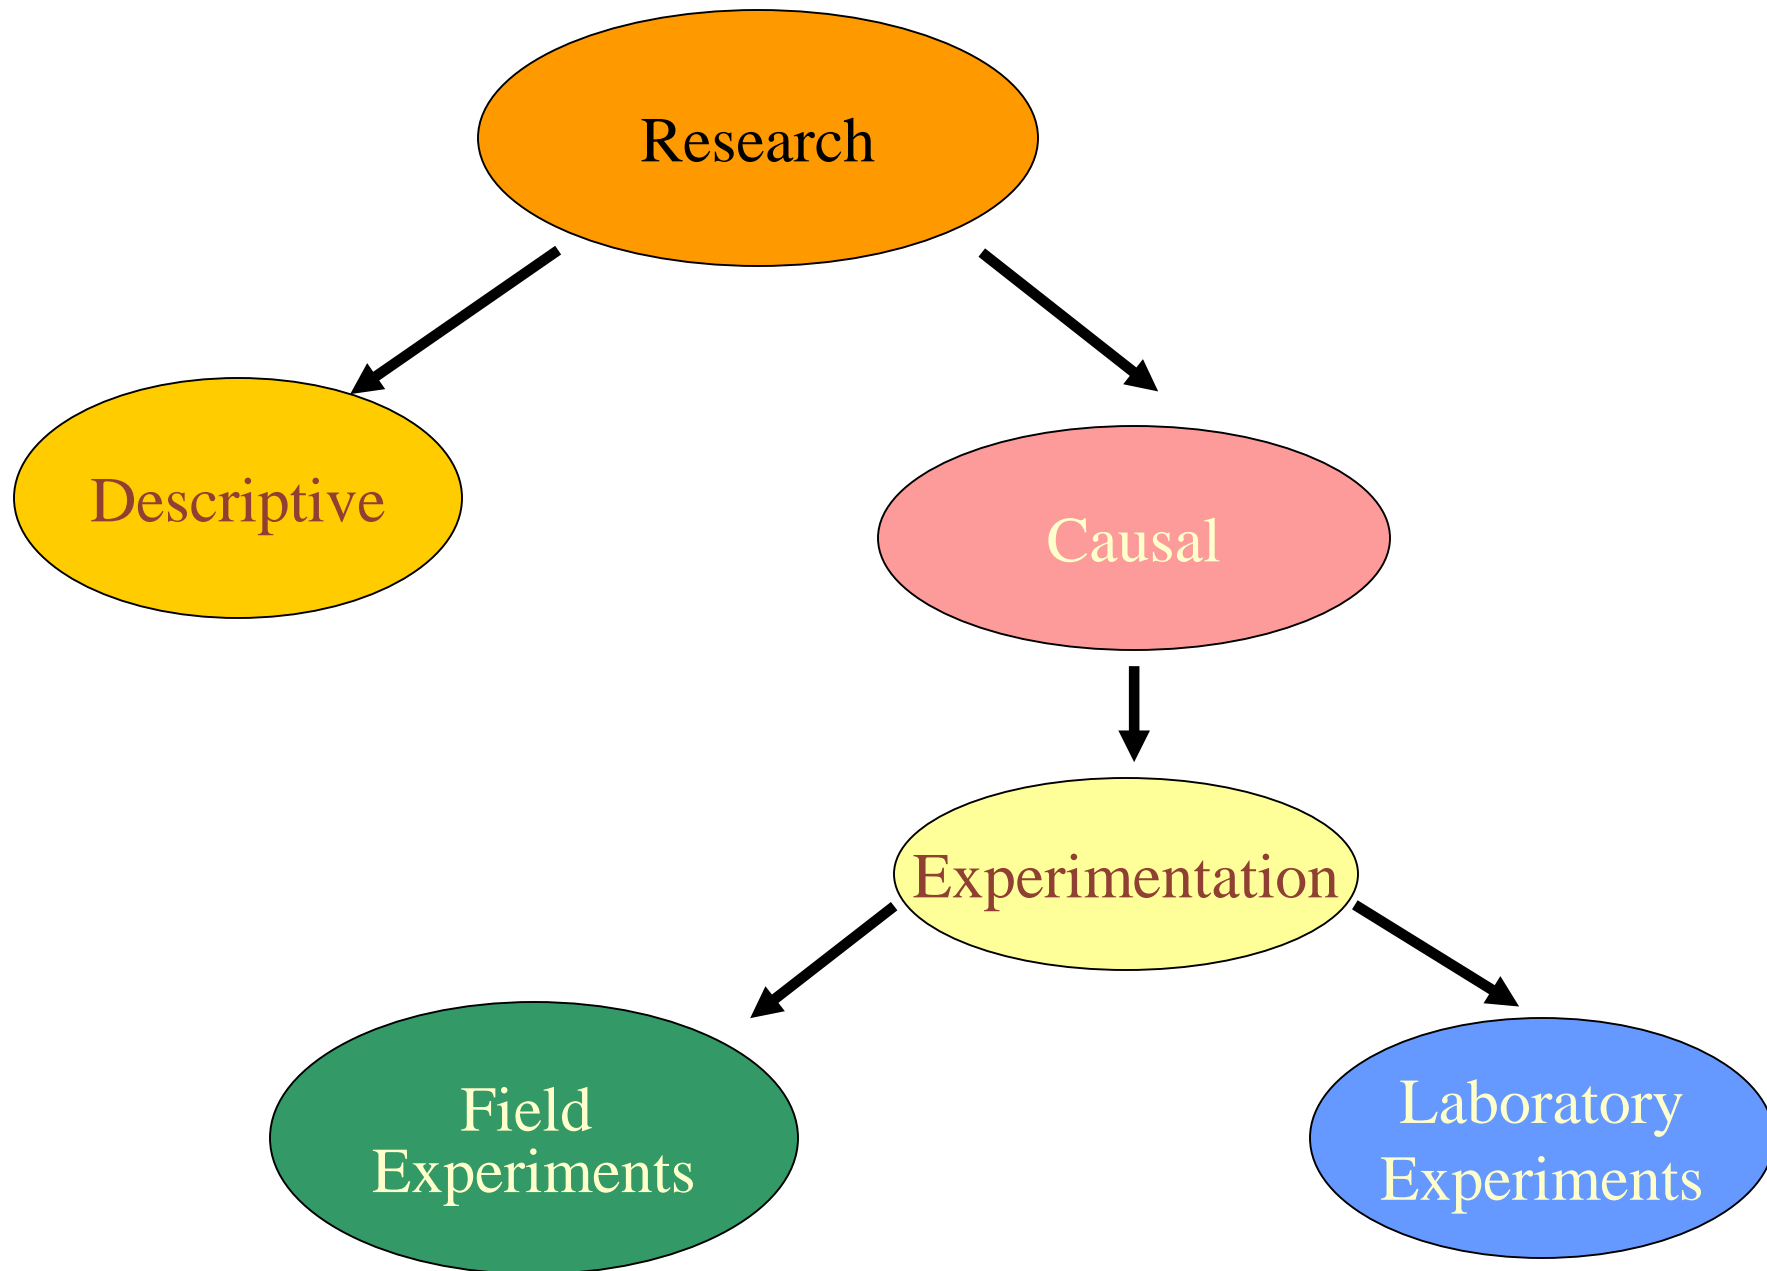 Research
Descriptive
Causal
Experimentation
Field
Experiments
Laboratory
Experiments